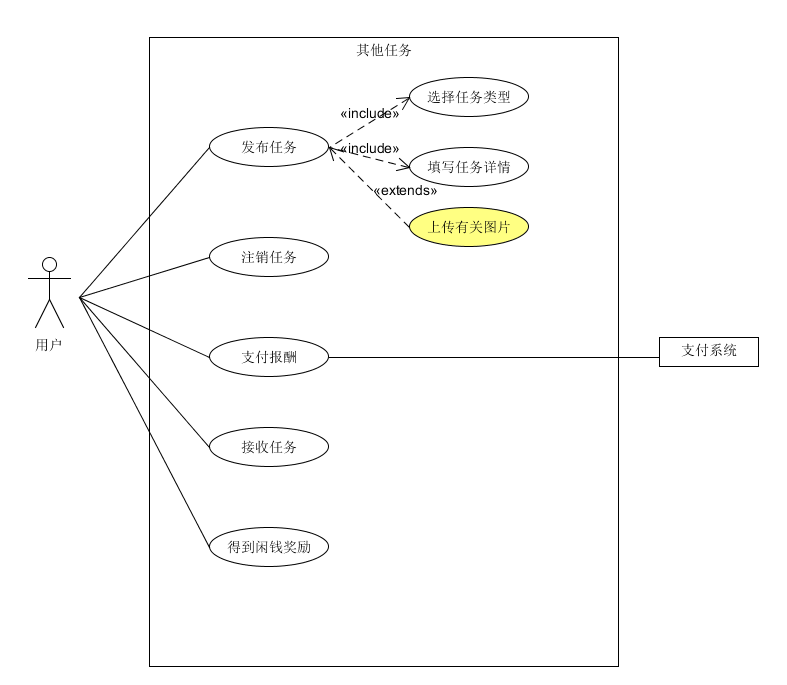 其他任务
选择任务类型
«include»
发布任务
«include»
填写任务详情
«extends»
上传有关图片
注销任务
用户
支付报酬
支付系统
接收任务
得到闲钱奖励